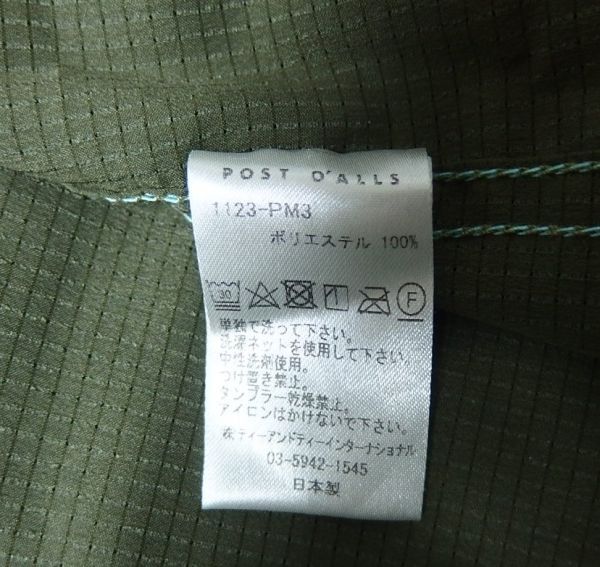 POST O'ALLS
1123-PM3
ポリエステル 100%
30 F
単独で洗って下さい。
洗濯ネットを使用して下さい。
中性洗剤使用。
つけ置き禁止。
タンブラー乾燥禁止。
アイロンはかけないで下さい。
㈱ティーアンドティーインターナショナル
03-5942-1545
日本製